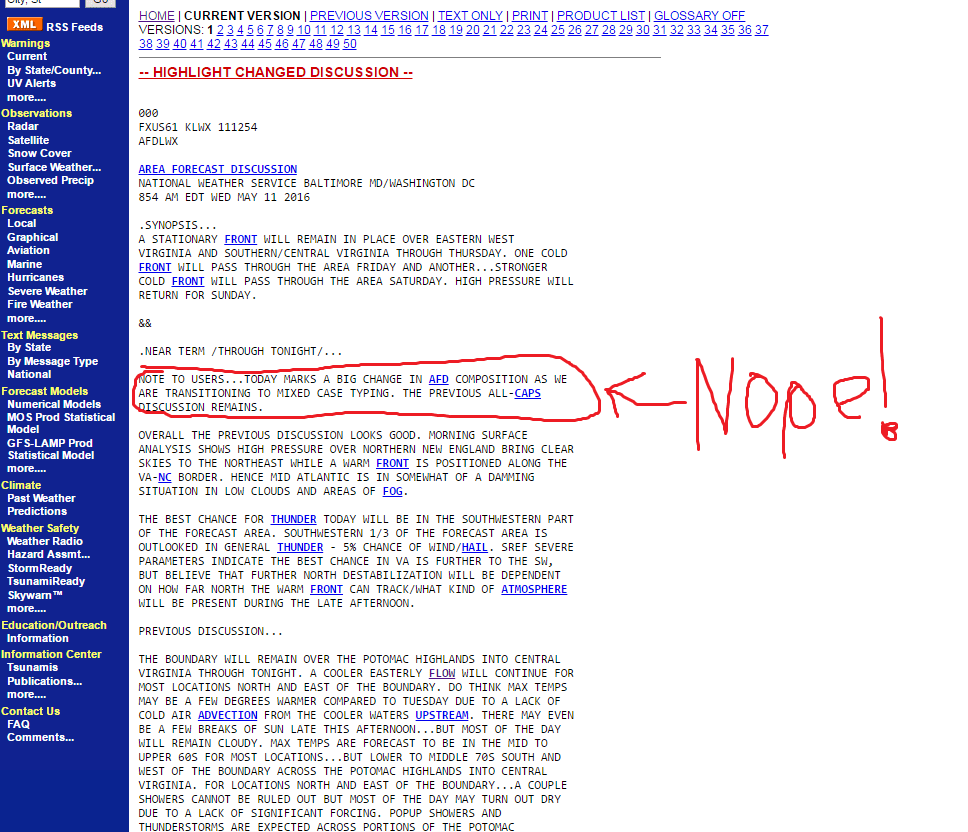 City, St Go
XML RSS Feeds
Warnings
Current
By State/County...
UV Alerts
more....
Observations
Radar
Satellite
Snow Cover
Surface Weather...
Observed Precip
more....
Forecasts
Local
Graphical
Aviation
Marine
Hurricanes
Severe Weather
Fire Weather
more....
Text Messages
By State
By Message Type
National
Forecast Models
Numerical Models
MOS Prod Statistical
Model
GFS-LAMP Prod
Statistical Model
more....
Climate
Past Weather
Predictions
Weather Safety
Weather Radio
Hazard Assmt...
StormReady
TsunamiReady
Skywarn™
more....
Education/Outreach
Information
Information Center
Tsunamis
Publications...
more....
Contact Us
FAQ
Comments...
HOME | CURRENT VERSION | PREVIOUS VERSION | TEXT ONLY | PRINT | PRODUCT LIST | GLOSSARY OFF
VERSIONS: 1 2 3 4 5 6 7 8 9 10 11 12 13 14 15 16 17 18 19 20 21 22 23 24 25 26 27 28 29 30 31 32 33 34 35 36 37
38 39 40 41 42 43 44 45 46 47 48 49 50
-- HIGHLIGHT CHANGED DISCUSSION --
000
FXUS61 KLWX 111254
AFDLWX
AREA FORECAST DISCUSSION
NATIONAL WEATHER SERVICE BALTIMORE MD/WASHINGTON DC
854 AM EDT WED MAY 11 2016
.SYNOPSIS...
A STATIONARY FRONT WILL REMAIN IN PLACE OVER EASTERN WEST
VIRGINIA AND SOUTHERN/CENTRAL VIRGINIA THROUGH THURSDAY. ONE COLD
FRONT WILL PASS THROUGH THE AREA FRIDAY AND ANOTHER...STRONGER
COLD FRONT WILL PASS THROUGH THE AREA SATURDAY. HIGH PRESSURE WILL
RETURN FOR SUNDAY.
&&
.NEAR TERM /THROUGH TONIGHT/...
NOTE TO USERS...TODAY MARKS A BIG CHANGE IN AFD COMPOSITION AS WE
ARE TRANSITIONING TO MIXED CASE TYPING. THE PREVIOUS ALL-CAPS
DISCUSSION REMAINS.
Nope!
OVERALL THE PREVIOUS DISCUSSION LOOKS GOOD. MORNING SURFACE
ANALYSIS SHOWS HIGH PRESSURE OVER NORTHERN NEW ENGLAND BRING CLEAR
SKIES TO THE NORTHEAST WHILE A WARM FRONT IS POSITIONED ALONG THE
VA-NC BORDER. HENCE MID ATLANTIC IS IN SOMEWHAT OF A DAMMING
SITUATION IN LOW CLOUDS AND AREAS OF FOG.
THE BEST CHANCE FOR THUNDER TODAY WILL BE IN THE SOUTHWESTERN PART
OF THE FORECAST AREA. SOUTHWESTERN 1/3 OF THE FORECAST AREA IS
OUTLOOKED IN GENERAL THUNDER - 5% CHANCE OF WIND/HAIL. SREF SEVERE
PARAMETERS INDICATE THE BEST CHANCE IN VA IS FURTHER TO THE SW,
BUT BELIEVE THAT FURTHER NORTH DESTABILIZATION WILL BE DEPENDENT
ON HOW FAR NORTH THE WARM FRONT CAN TRACK/WHAT KIND OF ATMOSPHERE
WILL BE PRESENT DURING THE LATE AFTERNOON.
PREVIOUS DISCUSSION...
THE BOUNDARY WILL REMAIN OVER THE POTOMAC HIGHLANDS INTO CENTRAL
VIRGINIA THROUGH TONIGHT. A COOLER EASTERLY FLOW WILL CONTINUE FOR
MOST LOCATIONS NORTH AND EAST OF THE BOUNDARY. DO THINK MAX TEMPS
MAY BE A FEW DEGREES WARMER COMPARED TO TUESDAY DUE TO A LACK OF
COLD AIR ADVECTION FROM THE COOLER WATERS UPSTREAM. THERE MAY EVEN
BE A FEW BREAKS OF SUN LATE THIS AFTERNOON...BUT MOST OF THE DAY
WILL REMAIN CLOUDY. MAX TEMPS ARE FORECAST TO BE IN THE MID TO
UPPER 60S FOR MOST LOCATIONS...BUT LOWER TO MIDDLE 70S SOUTH AND
WEST OF THE BOUNDARY ACROSS THE POTOMAC HIGHLANDS INTO CENTRAL
VIRGINIA. FOR LOCATIONS NORTH AND EAST OF THE BOUNDARY...A COUPLE
SHOWERS CANNOT BE RULED OUT BUT MOST OF THE DAY MAY TURN OUT DRY
DUE TO A LACK OF SIGNIFICANT FORCING. POPUP SHOWERS AND
THUNDERSTORMS ARE EXPECTED ACROSS PORTIONS OF THE POTOMAC